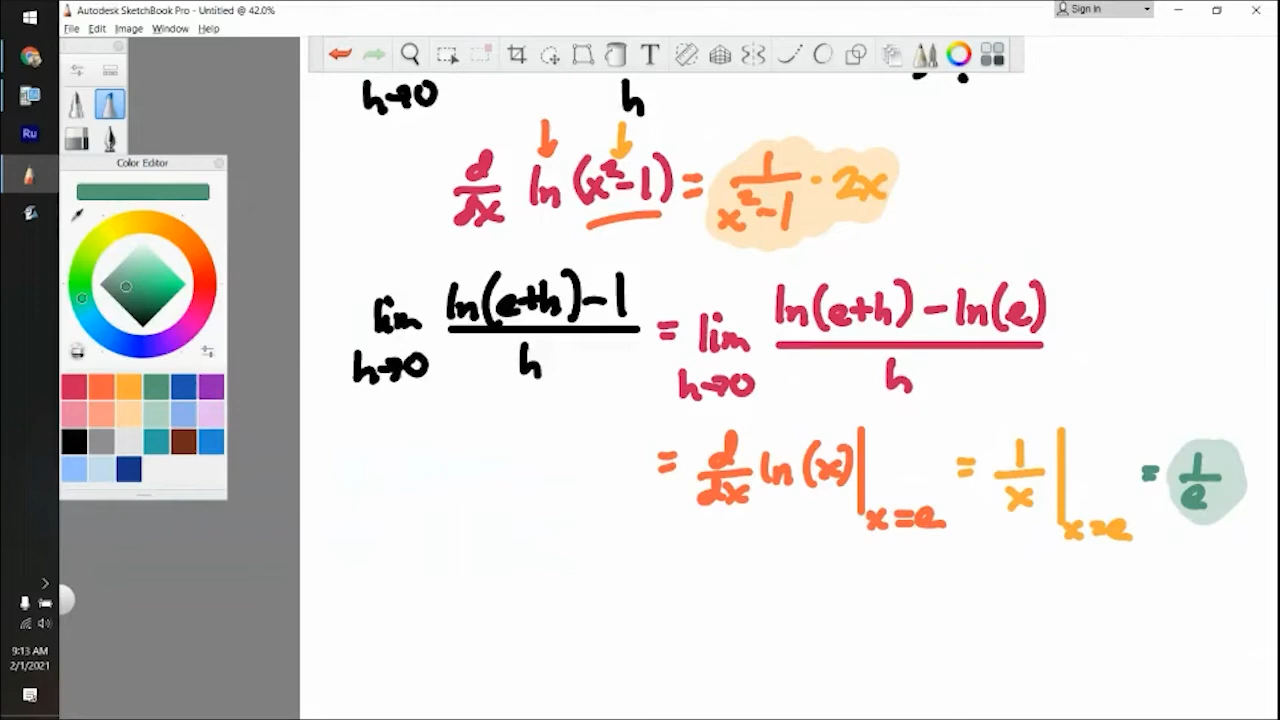 Autodesk SketchBook Pro - Untitled @ 42.0%
Sign In
File Edit Image Window Help
T
Ru
Color Editor
h→0 h
d/dx ln (x²-1) = 1/x²-1 · 2x
lim h→0 ln(e+h)-1/h = lim h→0 ln(e+h)-ln(e)/h
= d/dx ln(x)|x=e = 1/x|x=e = 1/e
9:13 AM
2/1/2021